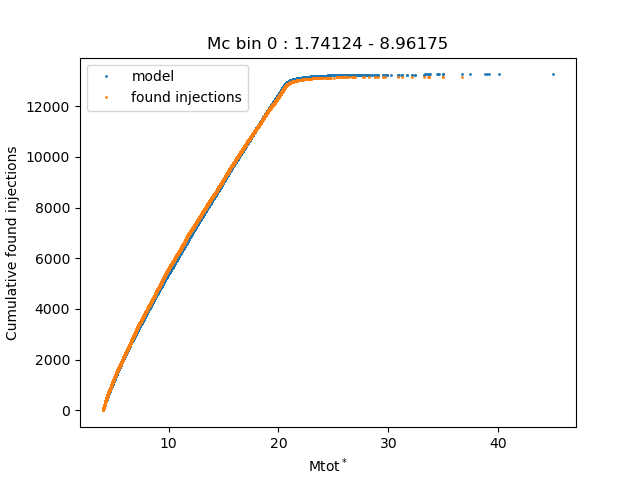 Mc bin 0 : 1.74124 - 8.96175
model
found injections
12000
10000
8000
6000
4000
2000
0
Cumulative found injections
10
20
30
40
Mtot*